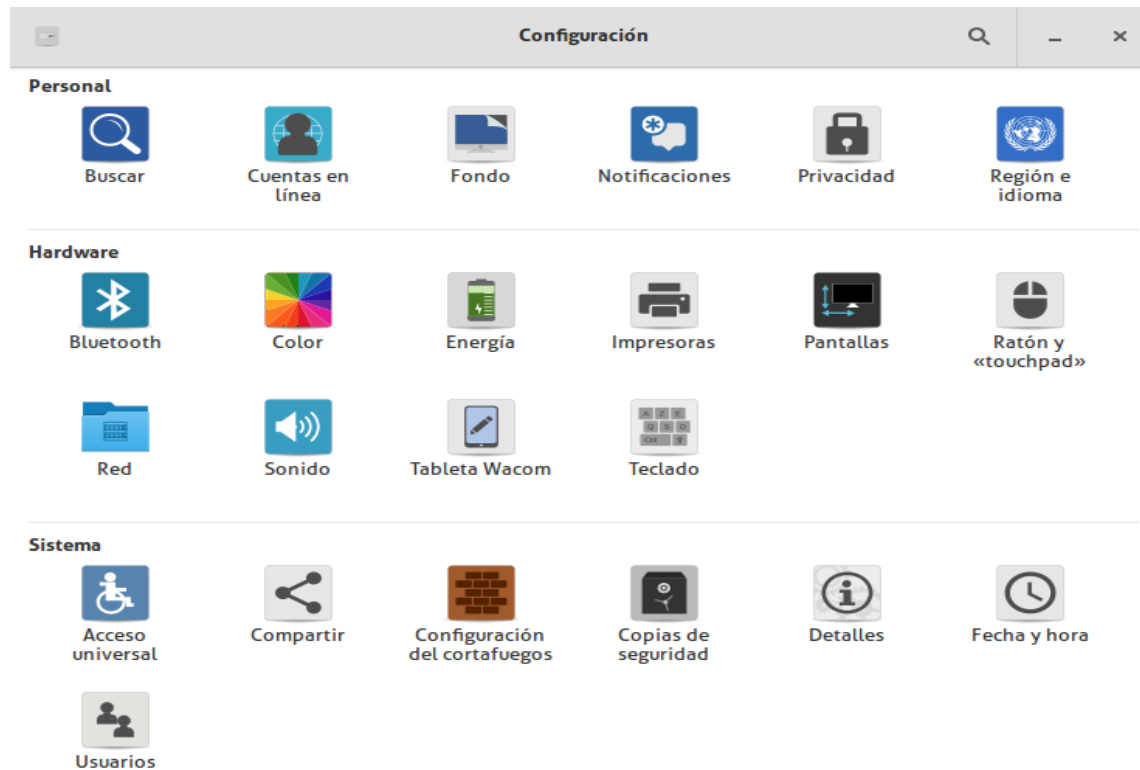 Configuración
Personal
Buscar
Cuentas en
línea
Fondo
Notificaciones
Privacidad
Región e
idioma
Hardware
Bluetooth
Color
Energía
Impresoras
Pantallas
Ratón y
«touchpad»
Red
Sonido
Tableta Wacom
Teclado
A Z E
Q S D
Ctrl
Sistema
Acceso
universal
Compartir
Configuración
del cortafuegos
Copias de
seguridad
Detalles
Fecha y hora
Usuarios